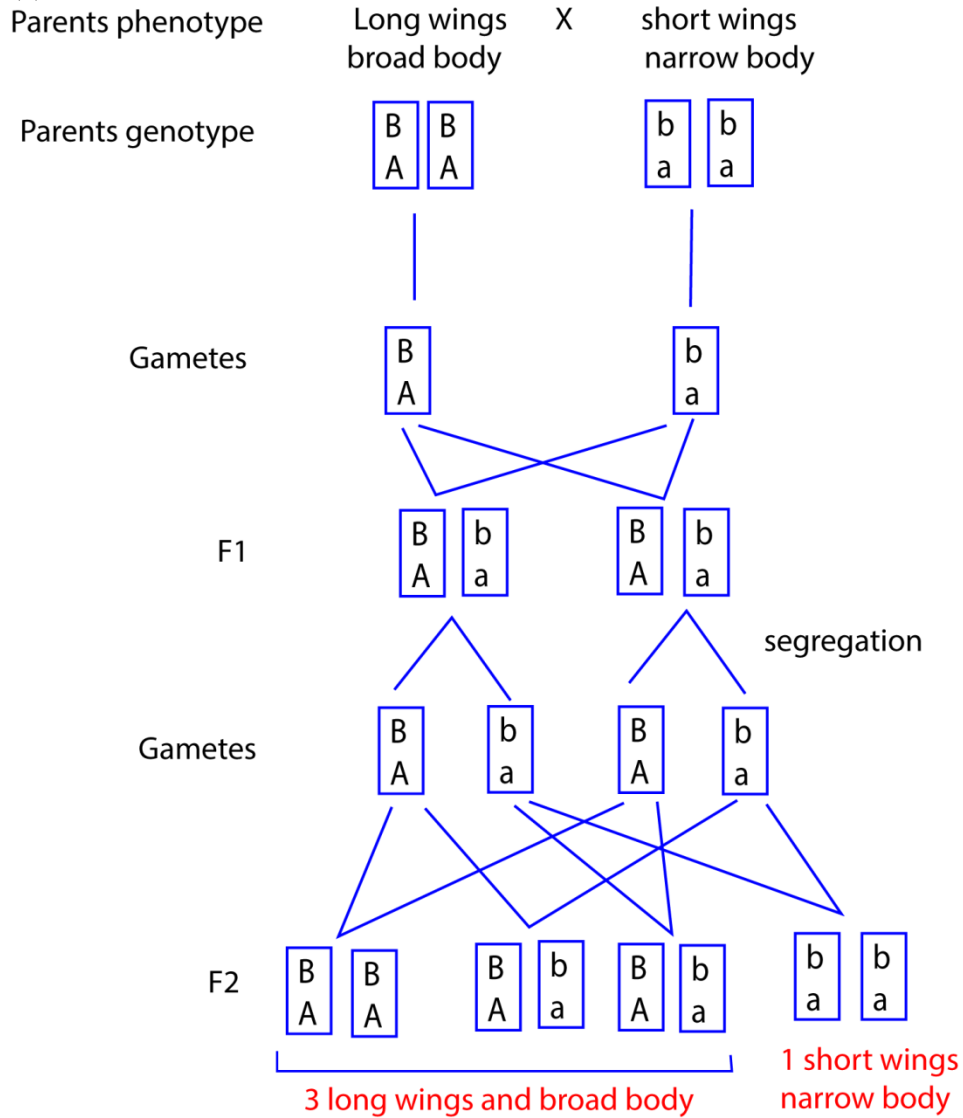 Parents phenotype Long wings X short wings
broad body narrow body
Parents genotype B B b b
A A a a
Gametes B b
A a
F1 B b B b
A a A a
segregation
Gametes B b B b
A a A a
F2 B B B b B b b b
A A A a A a a a
3 long wings and broad body
1 short wings
narrow body